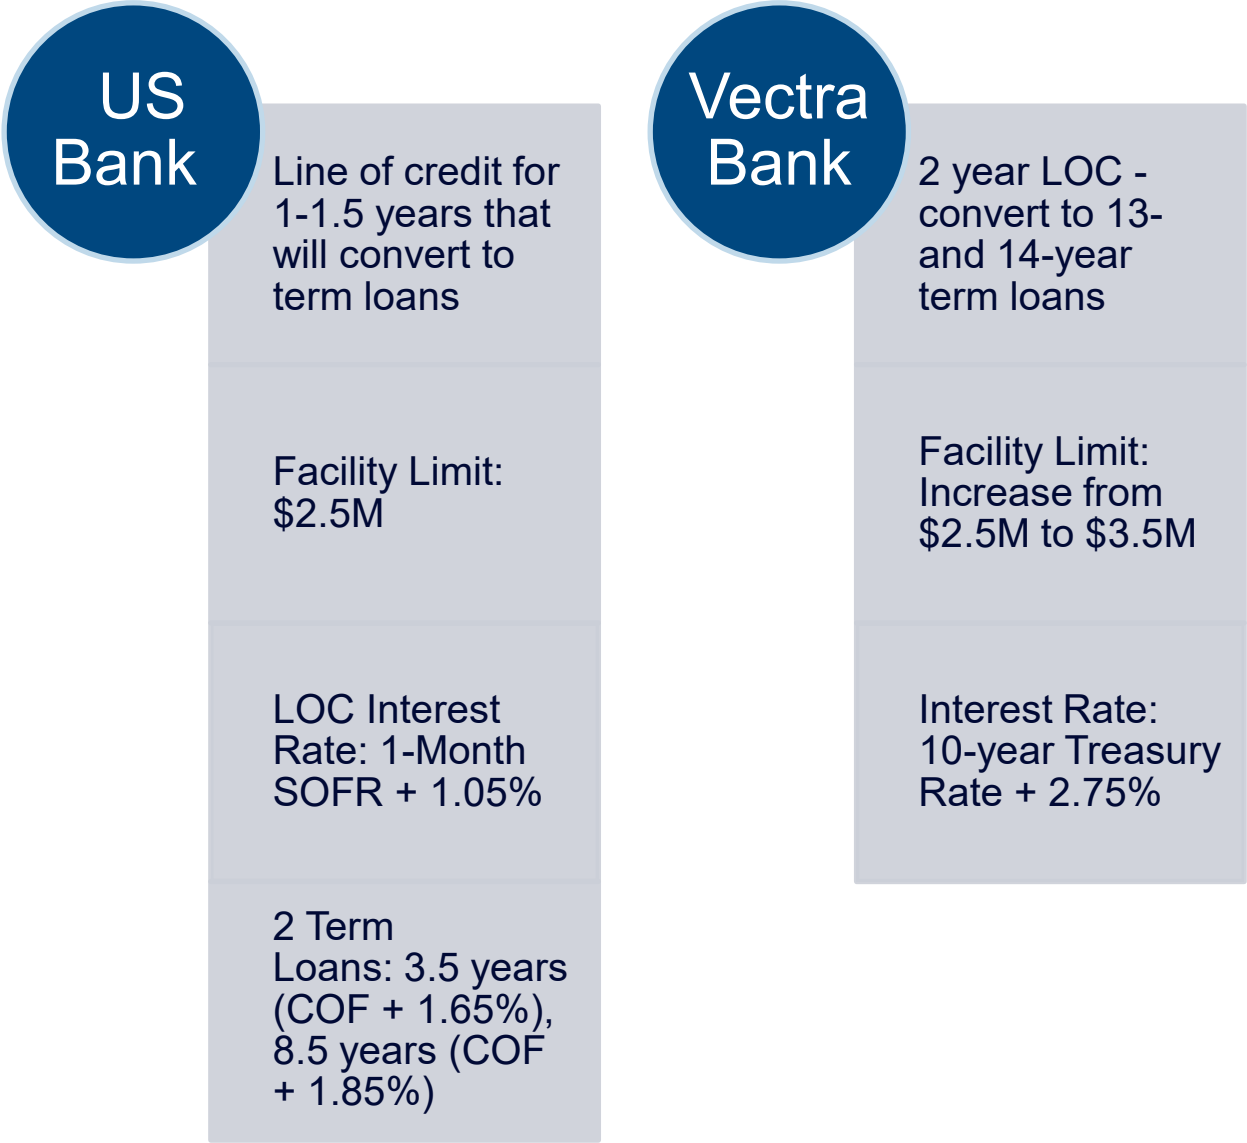 US
Bank
Line of credit for
1-1.5 years that
will convert to
term loans
Facility Limit:
$2.5M
LOC Interest
Rate: 1-Month
SOFR + 1.05%
2 Term
Loans: 3.5 years
(COF + 1.65%),
8.5 years (COF
+ 1.85%)
Vectra
Bank
2 year LOC -
convert to 13-
and 14-year
term loans
Facility Limit:
Increase from
$2.5M to $3.5M
Interest Rate:
10-year Treasury
Rate + 2.75%